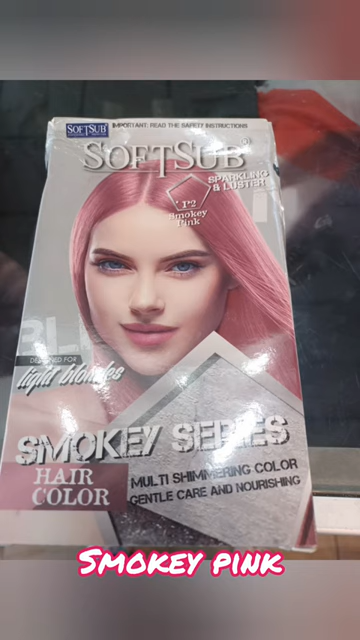 SOFTSUB
IMPORTANT: READ THE SAFETY INSTRUCTIONS
SOFTSUB
SPARKLING
& LUSTER
P2
Smokey
Pink
DESIGNED FOR
light blondes
SMOKEY SERIES
HAIR
COLOR
MULTI SHIMMERING COLOR
GENTLE CARE AND NOURISHING
SMOKEY PINK